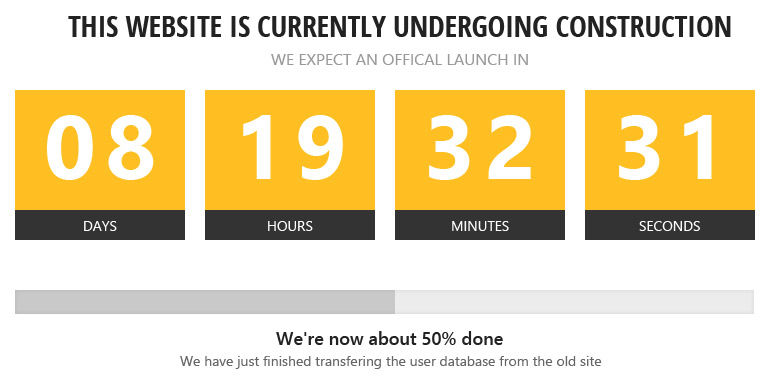 THIS WEBSITE IS CURRENTLY UNDERGOING CONSTRUCTION
WE EXPECT AN OFFICAL LAUNCH IN
08 19 32 31
DAYS HOURS MINUTES SECONDS
We're now about 50% done
We have just finished transfering the user database from the old site